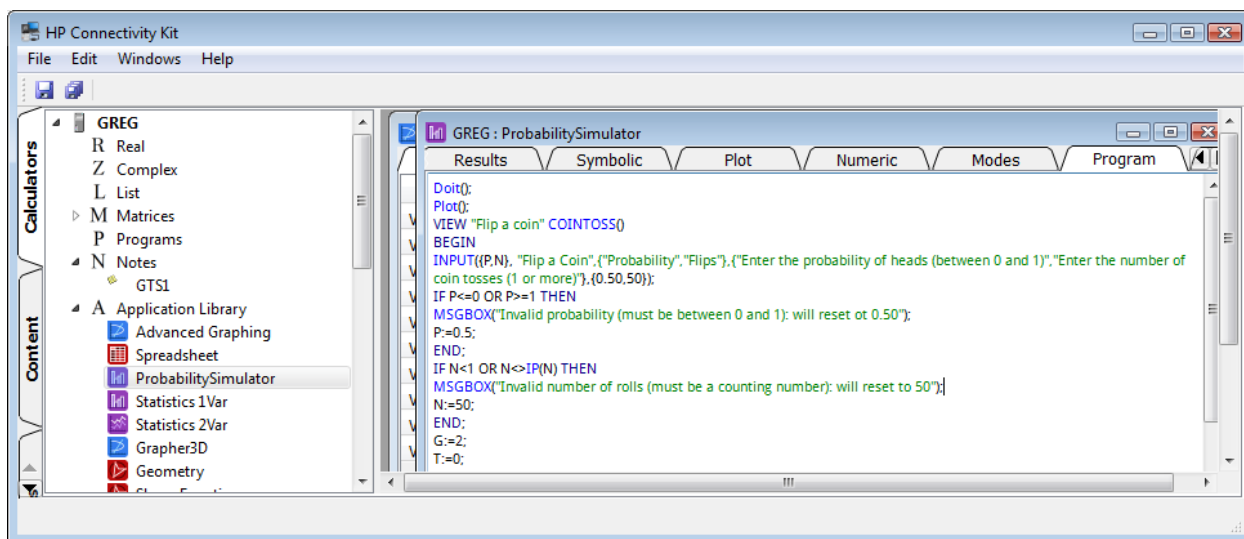 HP Connectivity Kit
File Edit Windows Help
Calculators
Content
GREG
R Real
Z Complex
L List
M Matrices
P Programs
N Notes
GTS1
A Application Library
Advanced Graphing
Spreadsheet
ProbabilitySimulator
Statistics 1Var
Statistics 2Var
Grapher3D
Geometry
GREG : ProbabilitySimulator
Results Symbolic Plot Numeric Modes Program
Doit();
Plot();
VIEW "Flip a coin" COINTOSS()
BEGIN
INPUT({P,N}, "Flip a Coin",{"Probability","Flips"},{"Enter the probability of heads (between 0 and 1)","Enter the number of
coin tosses (1 or more)"},{0.50,50});
IF P<=0 OR P>=1 THEN
MSGBOX("Invalid probability (must be between 0 and 1): will reset ot 0.50");
P:=0.5;
END;
IF N<1 OR N<>IP(N) THEN
MSGBOX("Invalid number of rolls (must be a counting number): will reset to 50");
N:=50;
END;
G:=2;
T:=0;